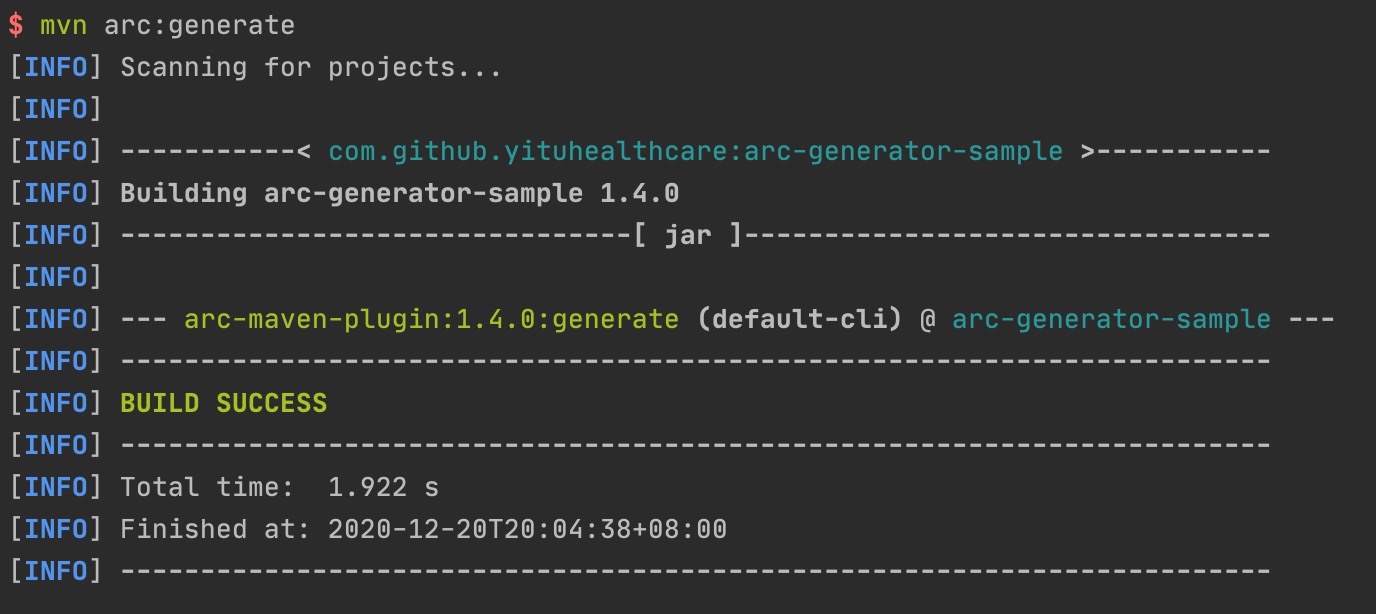 $ mvn arc:generate
[INFO] Scanning for projects...
[INFO]
[INFO] -----------< com.github.yituhealthcare:arc-generator-sample >-----------
[INFO] Building arc-generator-sample 1.4.0
[INFO] --------------------------------[ jar ]---------------------------------
[INFO]
[INFO] --- arc-maven-plugin:1.4.0:generate (default-cli) @ arc-generator-sample ---
[INFO] ------------------------------------------------------------------------
[INFO] BUILD SUCCESS
[INFO] ------------------------------------------------------------------------
[INFO] Total time:  1.922 s
[INFO] Finished at: 2020-12-20T20:04:38+08:00
[INFO] ------------------------------------------------------------------------